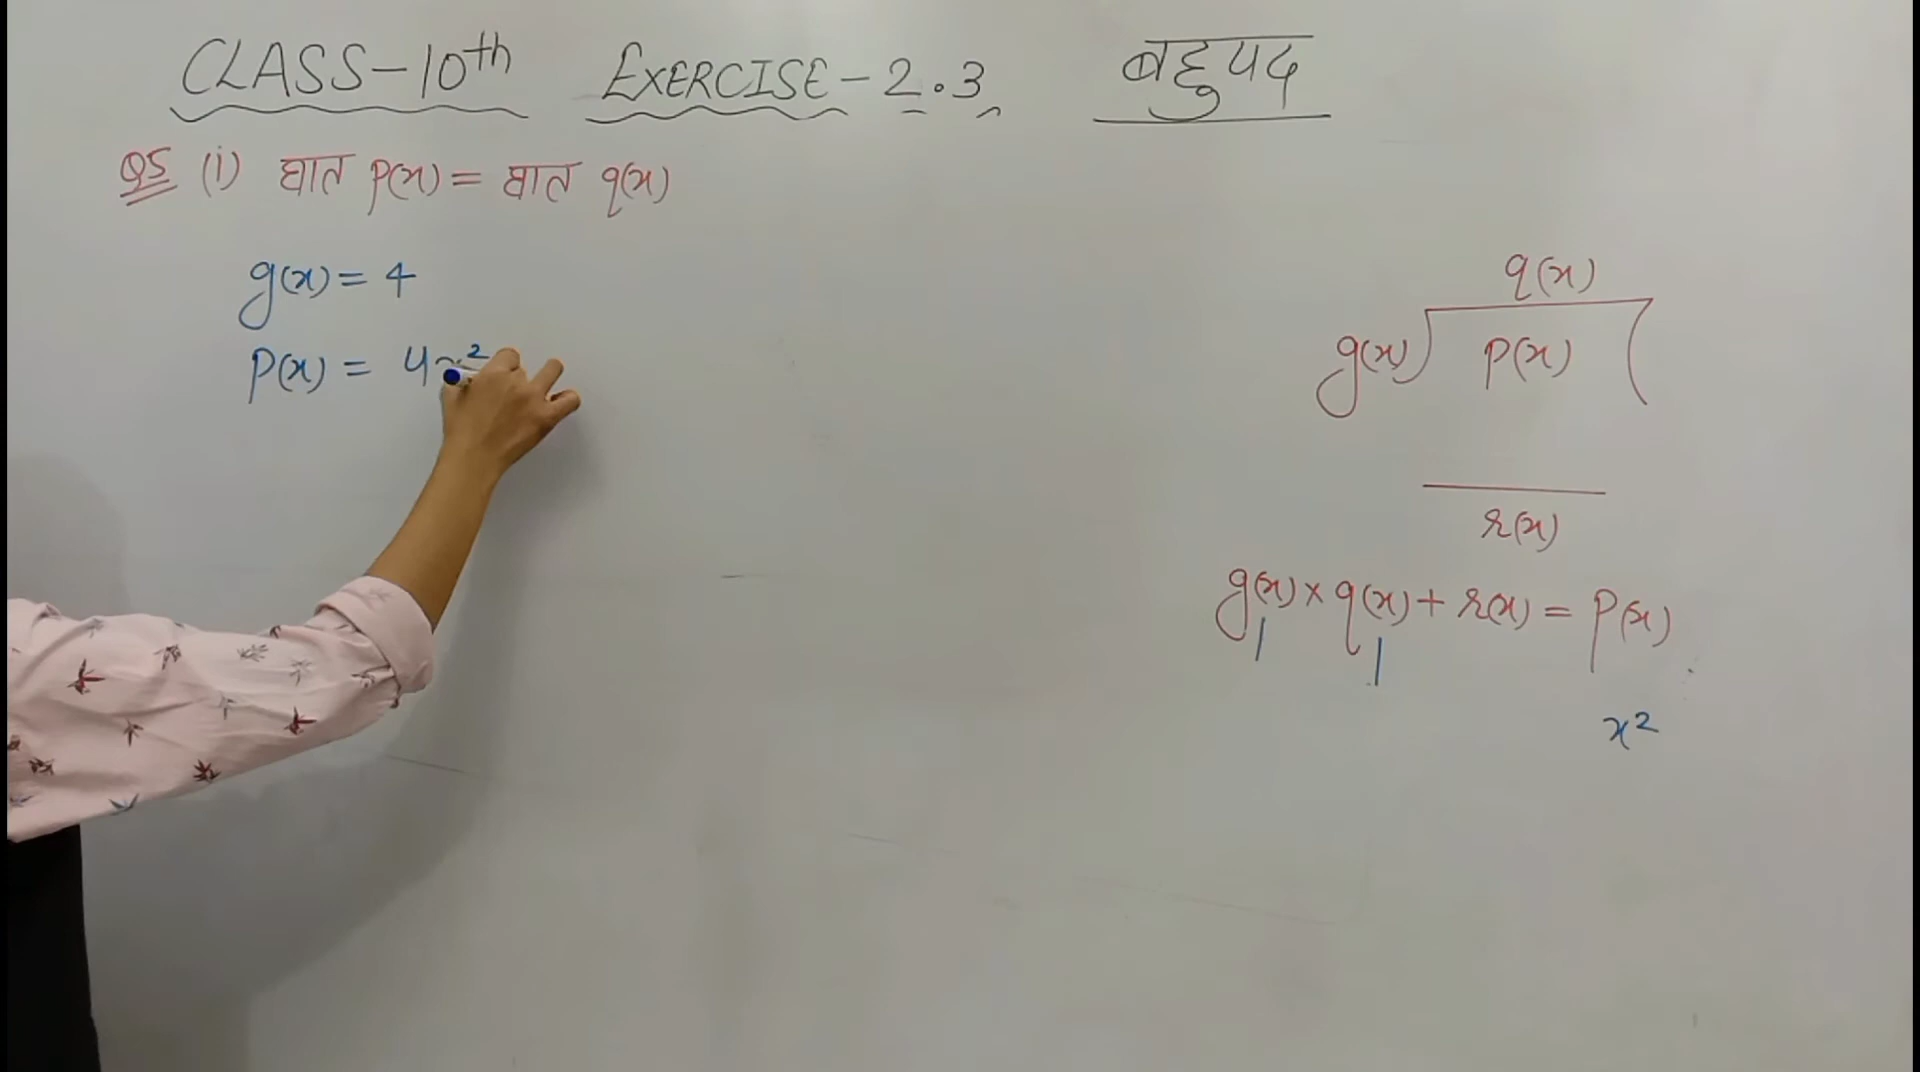 CLASS-10th EXERCISE-2.3 बहुपद
Q5 (i) घात p(x) = घात q(x)
g(x) = 4
P(x) = 4x²
q(x)
g(x) p(x)
r(x)
g(x) × q(x) + r(x) = P(x)
x²